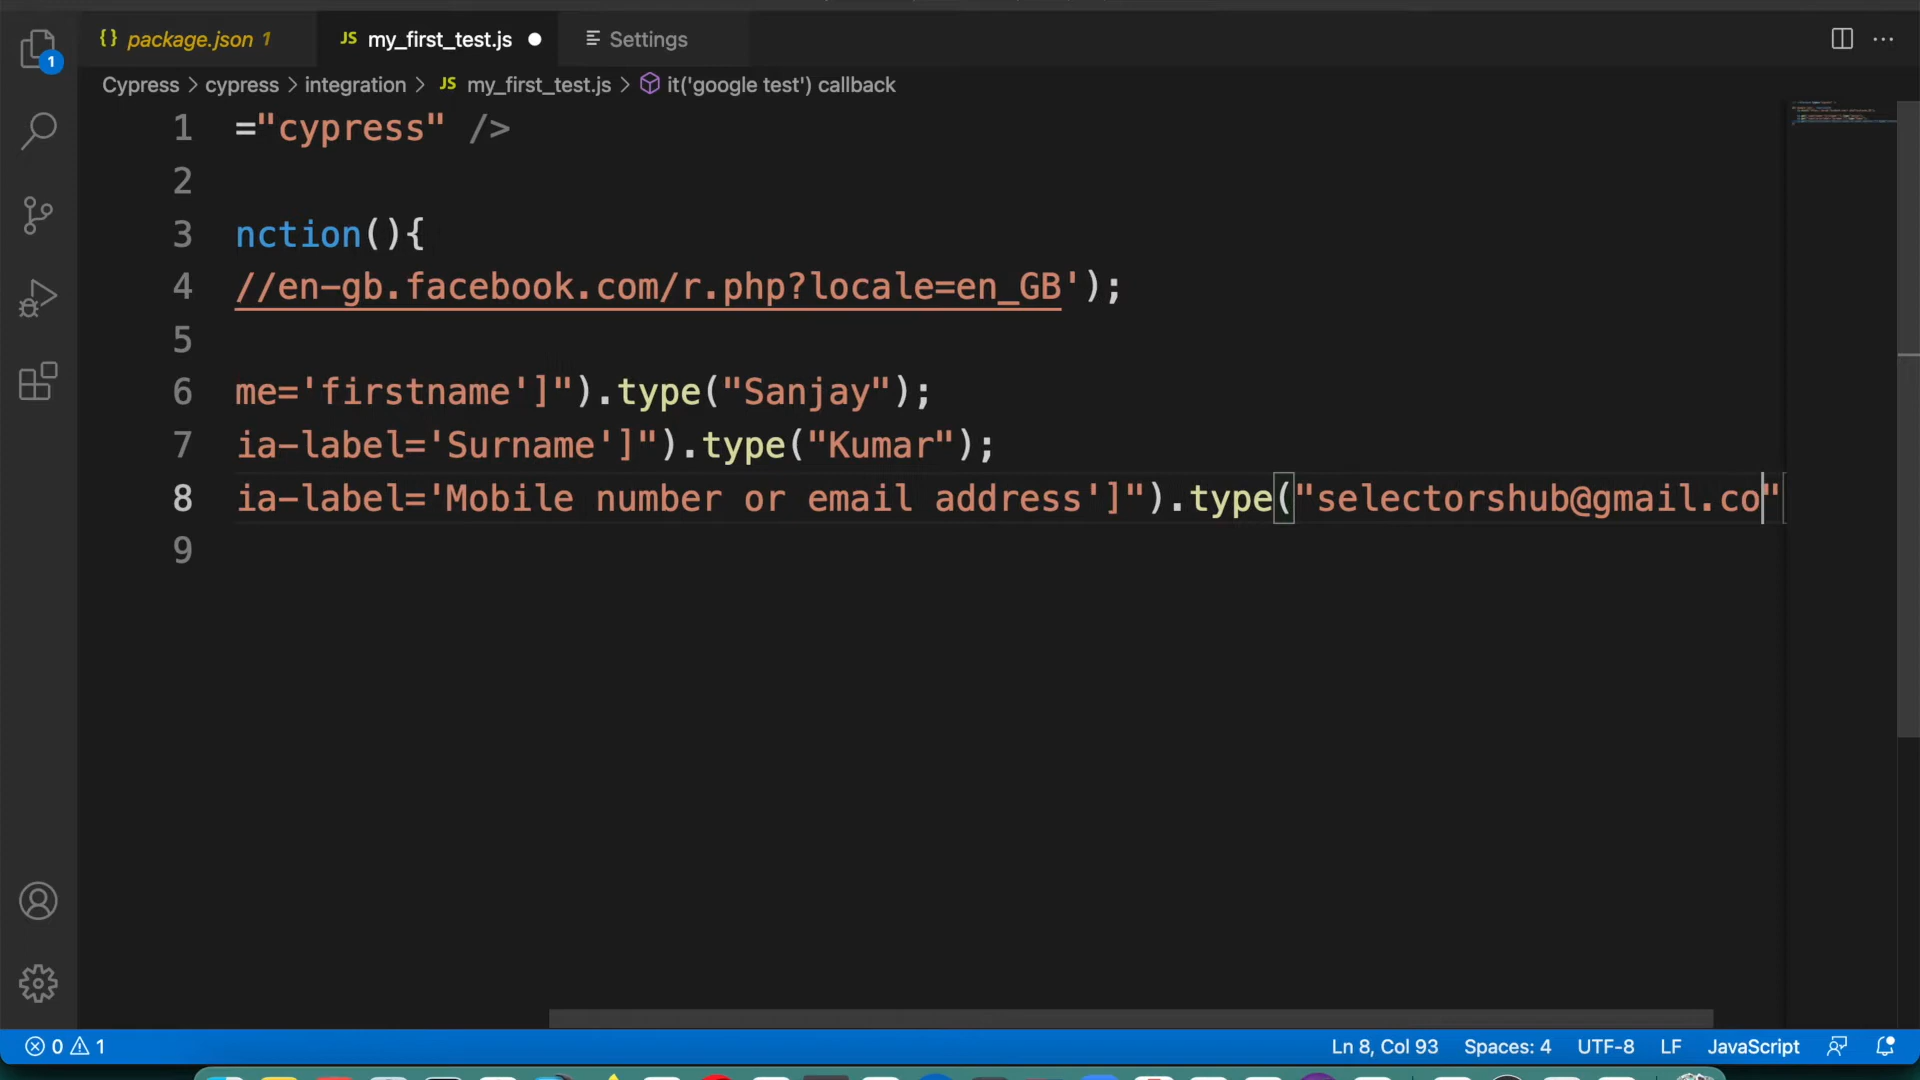 {} package.json 1
JS my_first_test.js
Settings
1
Cypress > cypress > integration > JS my_first_test.js > it('google test') callback
1 ="cypress" />
2
3 nction(){
4 //en-gb.facebook.com/r.php?locale=en_GB');
5
6 me='firstname']").type("Sanjay");
7 ia-label='Surname']").type("Kumar");
8 ia-label='Mobile number or email address']").type("selectorshub@gmail.co"
9
0 1
Ln 8, Col 93 Spaces: 4 UTF-8 LF JavaScript